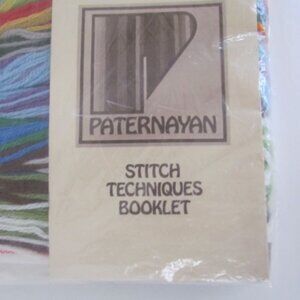 PATERNAYAN
STITCH
TECHNIQUES
BOOKLET